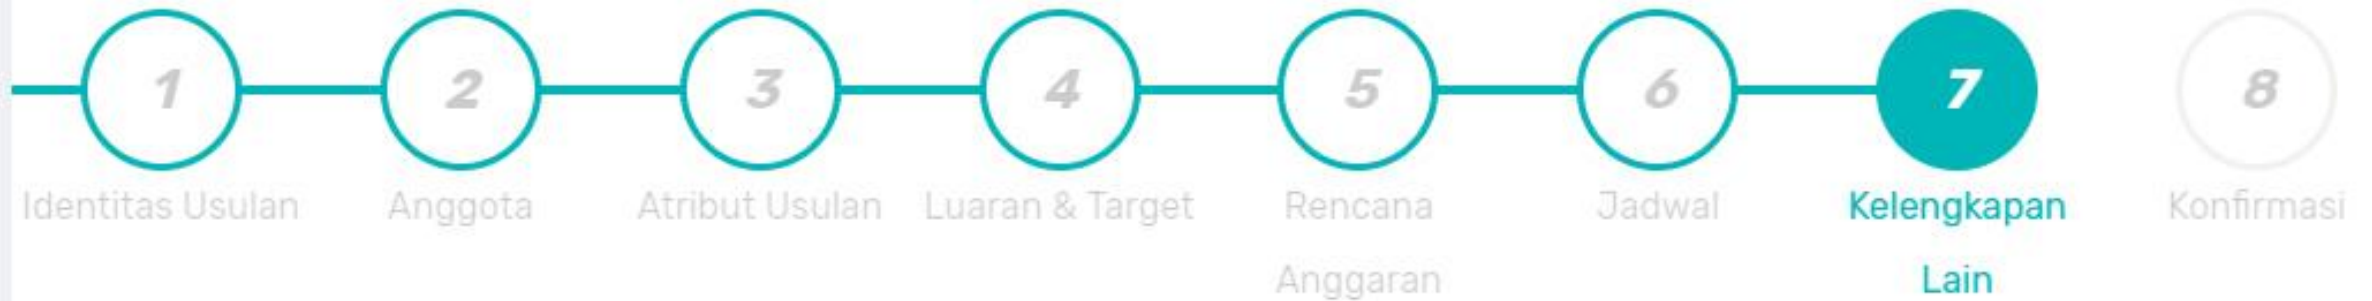 1 2 3 4 5 6 7 8
Identitas Usulan Anggota Atribut Usulan Luaran & Target Rencana Jadwal Kelengkapan Konfirmasi
Anggaran Lain